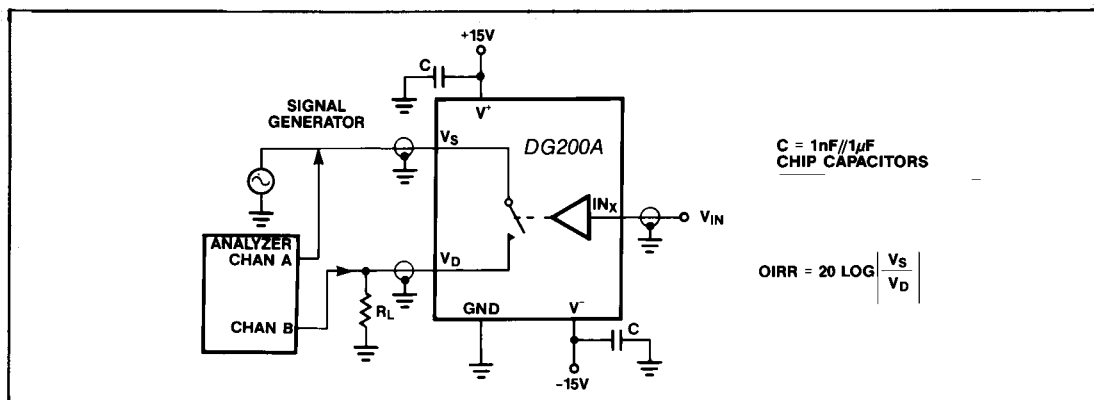 +15V
C
SIGNAL
GENERATOR
V+
VS
DG200A
C = 1nF//1µF
CHIP CAPACITORS
INX
VIN
ANALYZER
CHAN A
VD
OIRR = 20 LOG |VS/VD|
RL
CHAN B
GND
V-
C
-15V